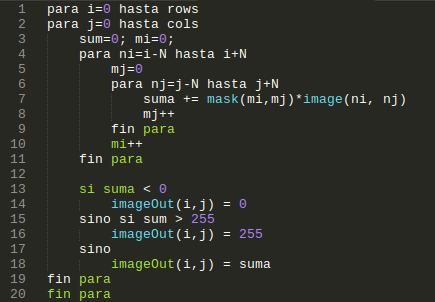 1 para i=0 hasta rows
2 para j=0 hasta cols
3 sum=0; mi=0;
4 para ni=i-N hasta i+N
5 mj=0
6 para nj=j-N hasta j+N
7 suma += mask(mi,mj)*image(ni, nj)
8 mj++
9 fin para
10 mi++
11 fin para
12
13 si suma < 0
14 imageOut(i,j) = 0
15 sino si sum > 255
16 imageOut(i,j) = 255
17 sino
18 imageOut(i,j) = suma
19 fin para
20 fin para